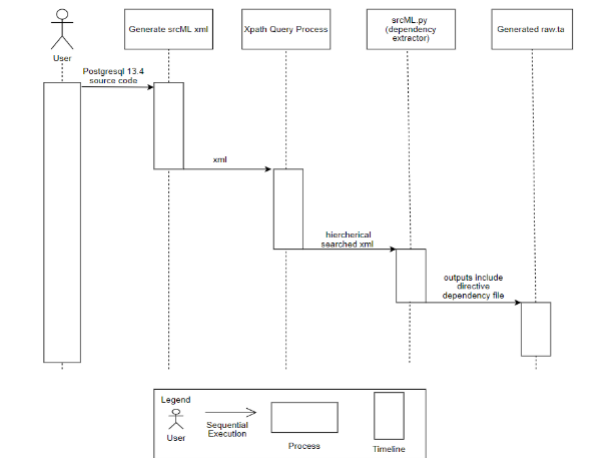 Generate srcML xml
Xpath Query Process
srcML.py
(dependency
extractor)
Generated raw.ta
User
Postgresql 13.4
source code
xml
hiercherical
searched xml
outputs include
directive
dependency file
Legend
User
Sequential
Execution
Process
Timeline